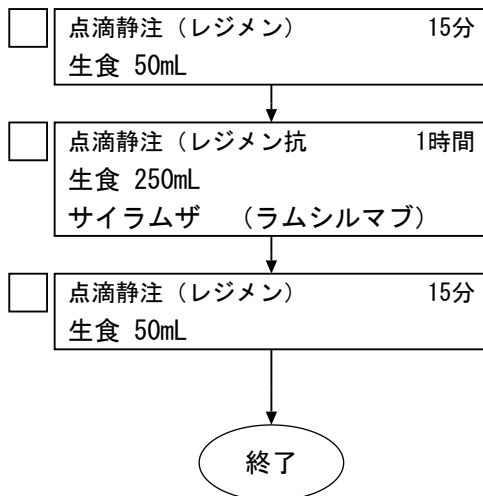 点滴静注（レジメン） 15分
生食 50mL
点滴静注（レジメン抗 1時間
生食 250mL
サイラムザ （ラムシルマブ）
点滴静注（レジメン） 15分
生食 50mL
終了